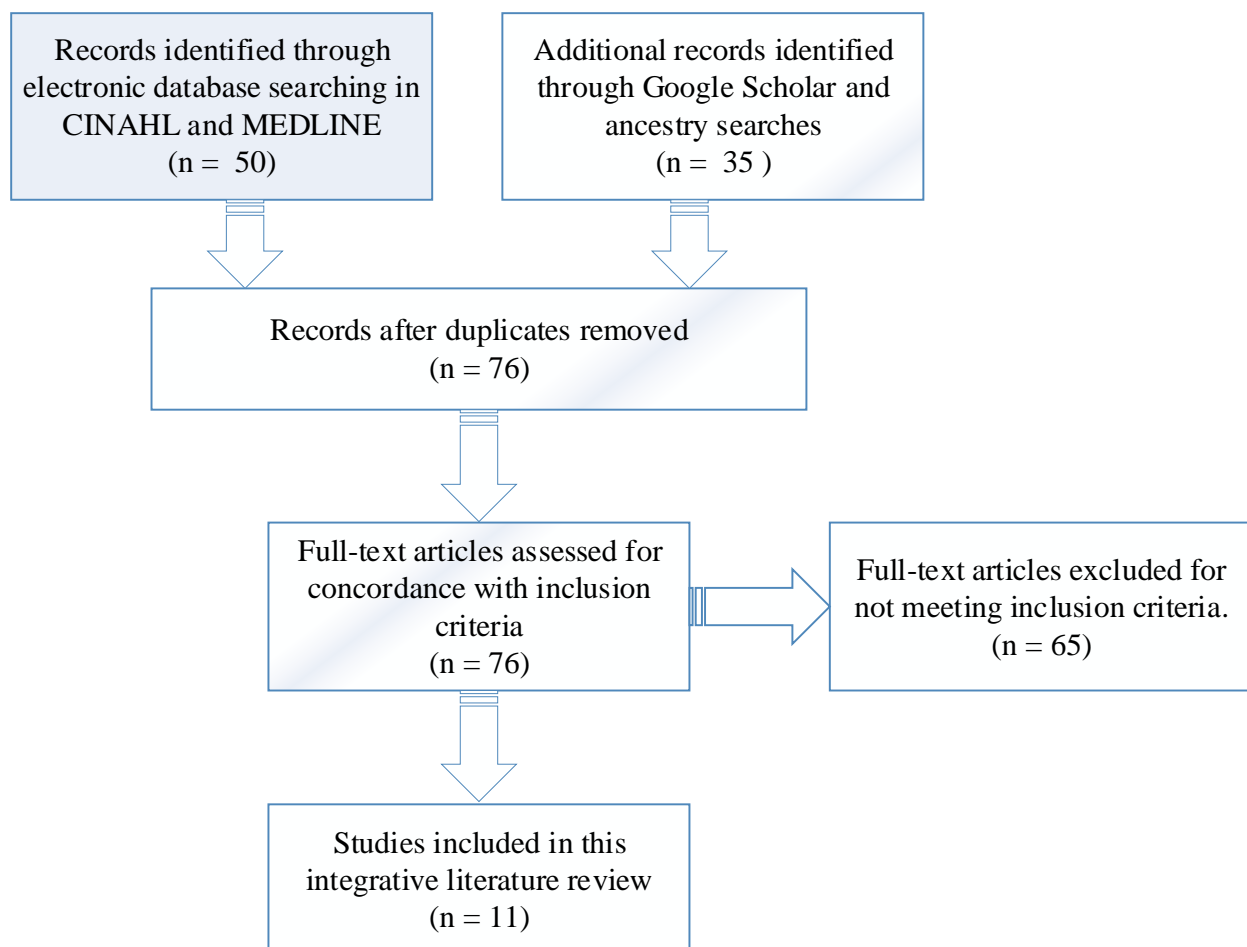 Records identified through
electronic database searching in
CINAHL and MEDLINE
(n =  50)
Additional records identified
through Google Scholar and
ancestry searches
(n =  35 )
Records after duplicates removed
(n = 76)
Full-text articles assessed for
concordance with inclusion
criteria
(n = 76)
Full-text articles excluded for
not meeting inclusion criteria.
(n = 65)
Studies included in this
integrative literature review
(n = 11)